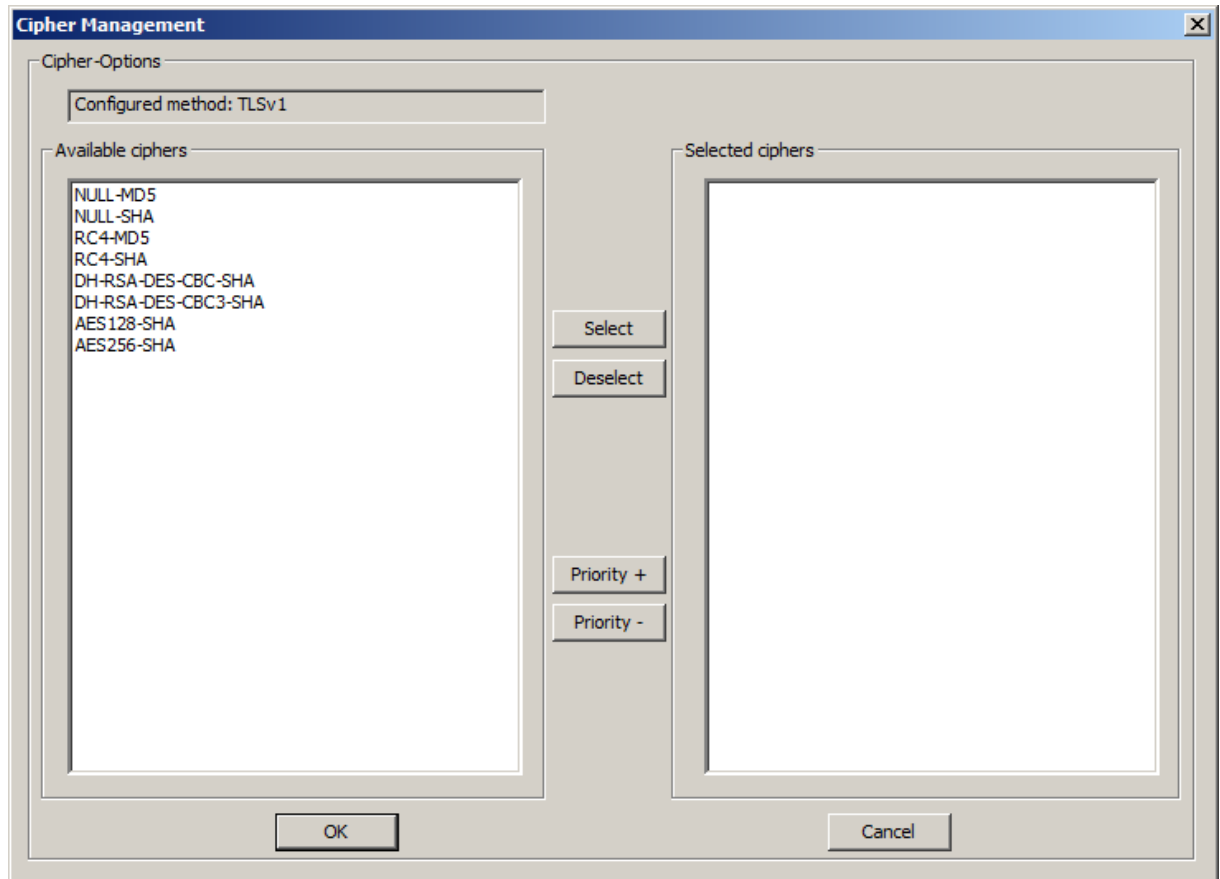 Cipher Management
Cipher-Options
Configured method: TLSv1
Available ciphers
NULL-MD5
NULL-SHA
RC4-MD5
RC4-SHA
DH-RSA-DES-CBC-SHA
DH-RSA-DES-CBC3-SHA
AES128-SHA
AES256-SHA
Select
Deselect
Priority +
Priority -
Selected ciphers
OK
Cancel